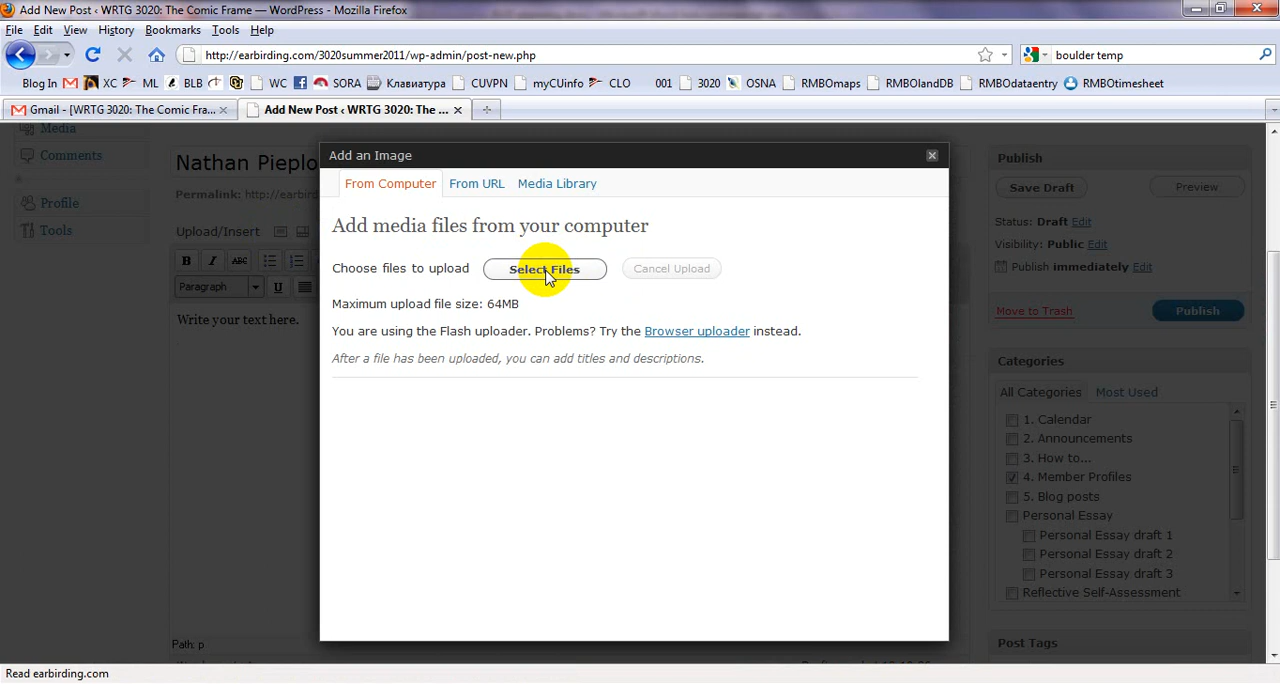 Add New Post ‹ WRTG 3020: The Comic Frame — WordPress - Mozilla Firefox
File Edit View History Bookmarks Tools Help
http://earbirding.com/3020summer2011/wp-admin/post-new.php boulder temp
Blog In XC ML BLB WC SORA Клавиатура CUVPN myCUinfo CLO 001 3020 OSNA RMBOmaps RMBOlandDB RMBOdataentry RMBOtimesheet
Gmail - [WRTG 3020: The Comic Fra... Add New Post ‹ WRTG 3020: The ...
Media
Comments
Profile
Tools
Nathan Pieplo
Permalink: http://earbirding
Upload/Insert
B I ABC
Paragraph U
Write your text here.
Path: p
Add an Image
From Computer From URL Media Library
Add media files from your computer
Choose files to upload Select Files Cancel Upload
Maximum upload file size: 64MB
You are using the Flash uploader. Problems? Try the Browser uploader instead.
After a file has been uploaded, you can add titles and descriptions.
Publish
Save Draft Preview
Status: Draft Edit
Visibility: Public Edit
Publish immediately Edit
Move to Trash Publish
Categories
All Categories Most Used
1. Calendar
2. Announcements
3. How to...
4. Member Profiles
5. Blog posts
Personal Essay
Personal Essay draft 1
Personal Essay draft 2
Personal Essay draft 3
Reflective Self-Assessment
Post Tags
Read earbirding.com